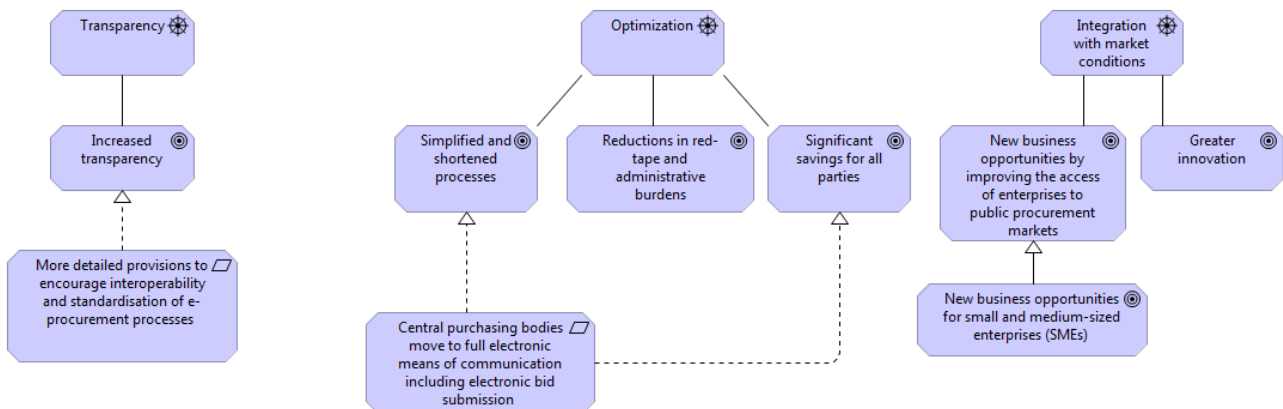 Transparency
Optimization
Integration
with market
conditions
Increased
transparency
Simplified and
shortened
processes
Reductions in red-
tape and
administrative
burdens
Significant
savings for all
parties
New business
opportunities by
improving the access
of enterprises to
public procurement
markets
Greater
innovation
More detailed provisions to
encourage interoperability
and standardisation of e-
procurement processes
Central purchasing bodies
move to full electronic
means of communication
including electronic bid
submission
New business opportunities
for small and medium-sized
enterprises (SMEs)